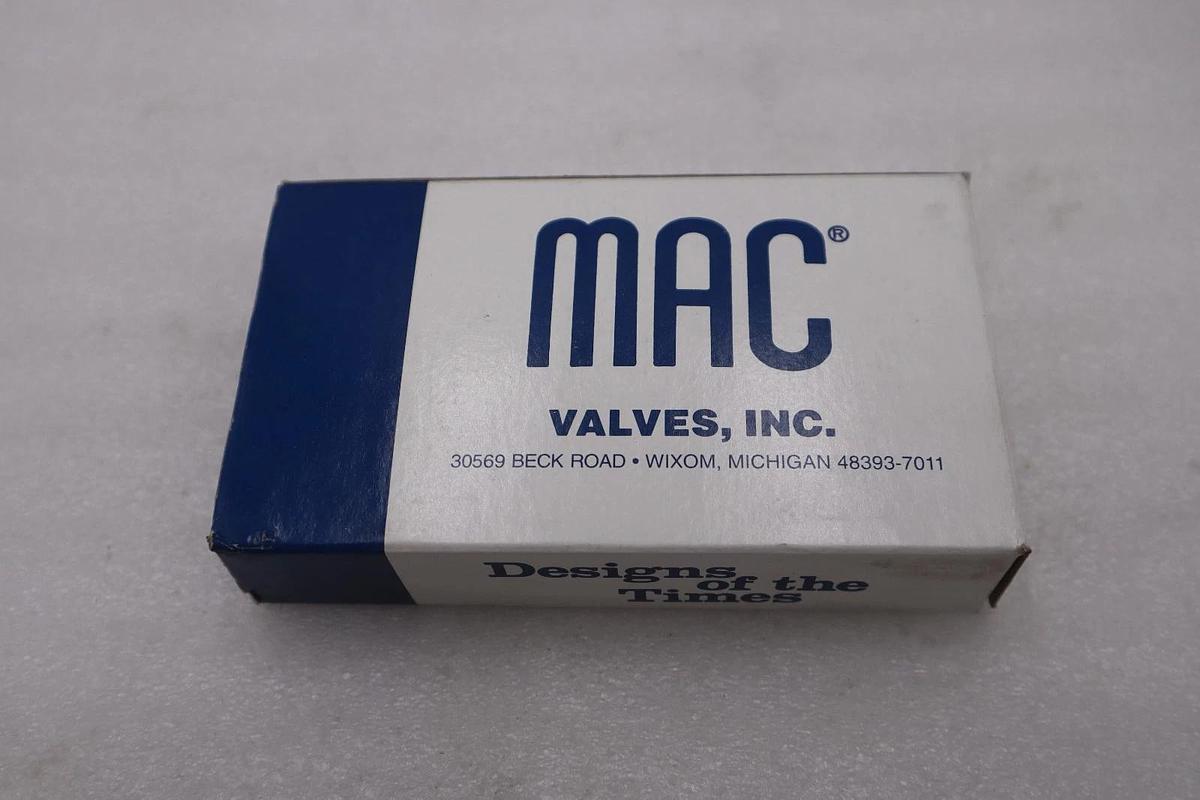 MAC®
VALVES, INC.
30569 BECK ROAD • WIXOM, MICHIGAN 48393-7011
Designs
of the
Times